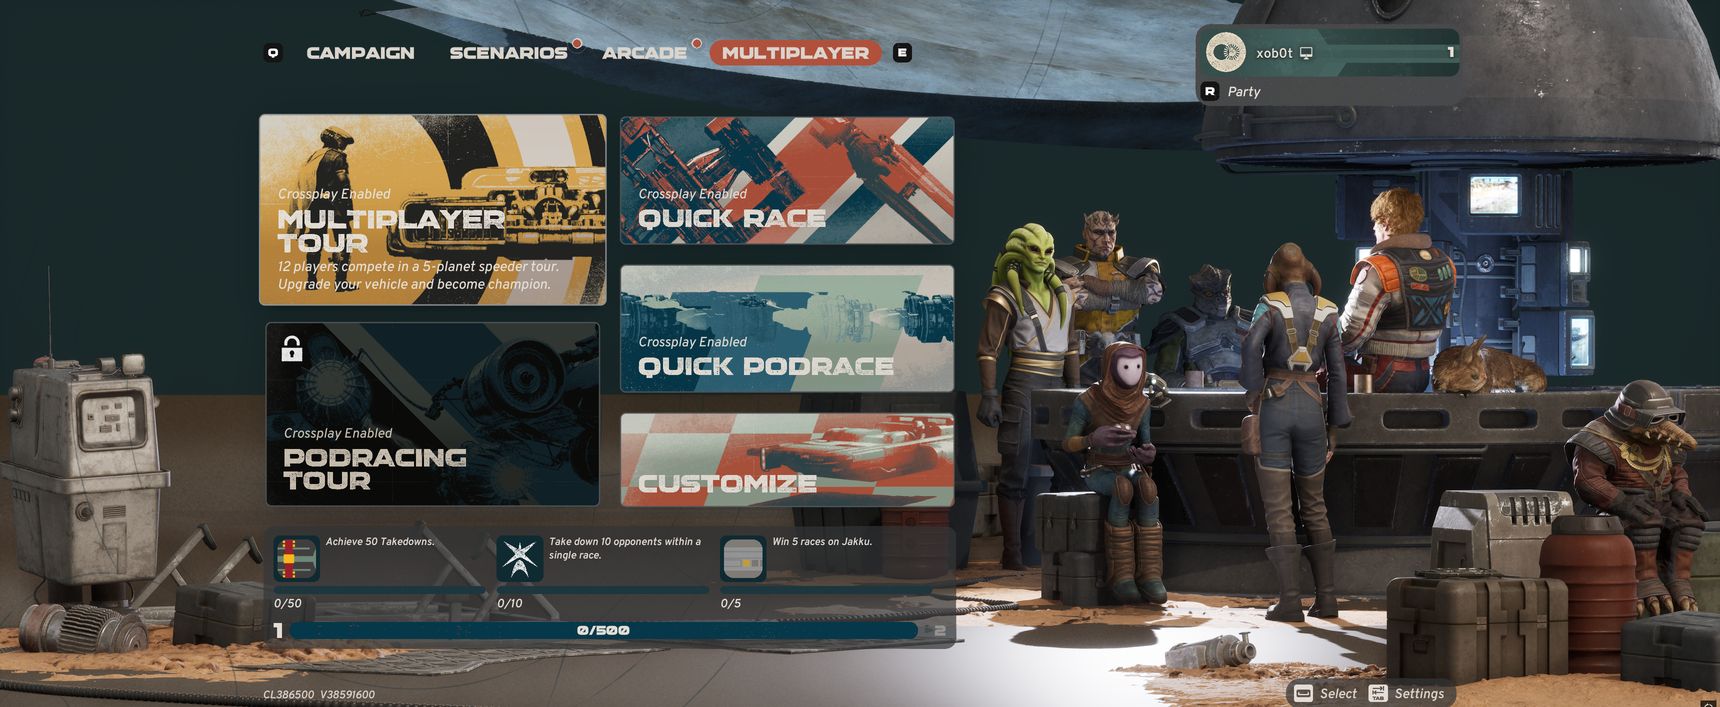 Q
CAMPAIGN
SCENARIOS
ARCADE
MULTIPLAYER
E
xob0t
1
R
Party
Crossplay Enabled
MULTIPLAYER
TOUR
12 players compete in a 5-planet speeder tour.
Upgrade your vehicle and become champion.
Crossplay Enabled
QUICK RACE
Crossplay Enabled
QUICK PODRACE
Crossplay Enabled
PODRACING
TOUR
CUSTOMIZE
Achieve 50 Takedowns.
0/50
Take down 10 opponents within a
single race.
0/10
Win 5 races on Jakku.
0/5
1
0/500
2
CL386500 V38591600
Select
TAB
Settings